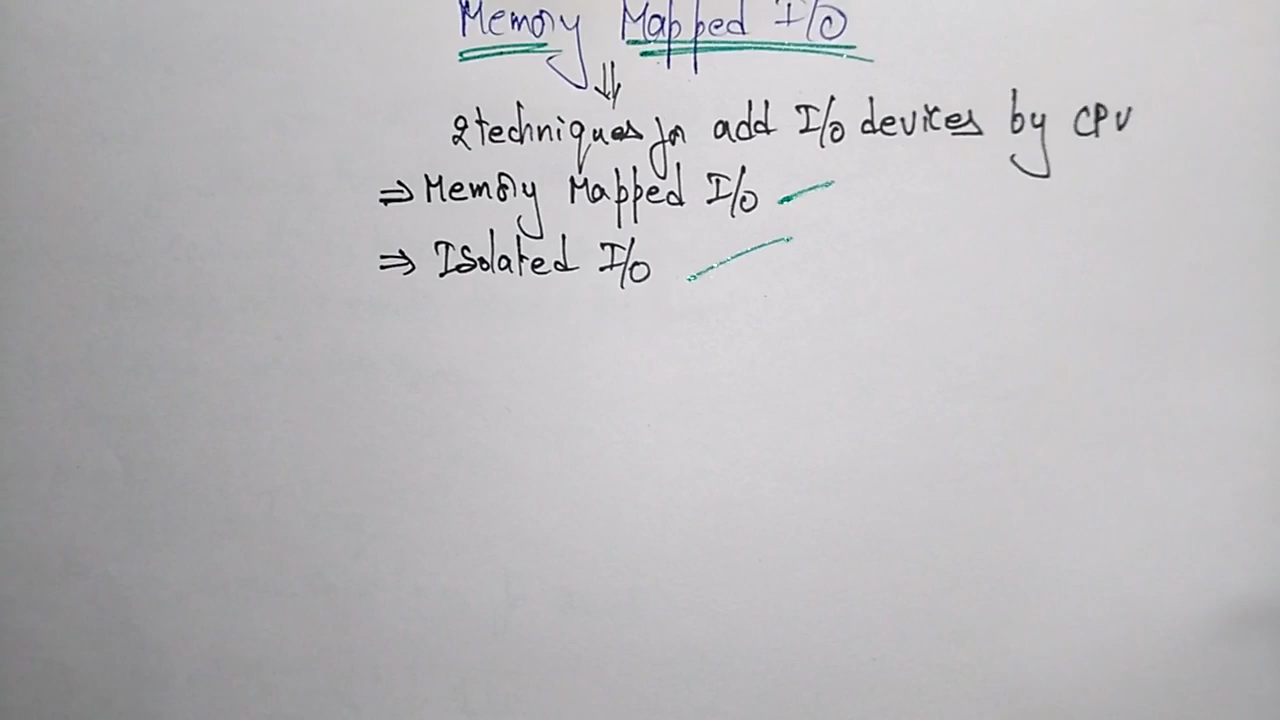 Memory Mapped I/O
⇓
2 techniques for add I/O devices by CPU
⇒ Memory Mapped I/O
⇒ Isolated I/O